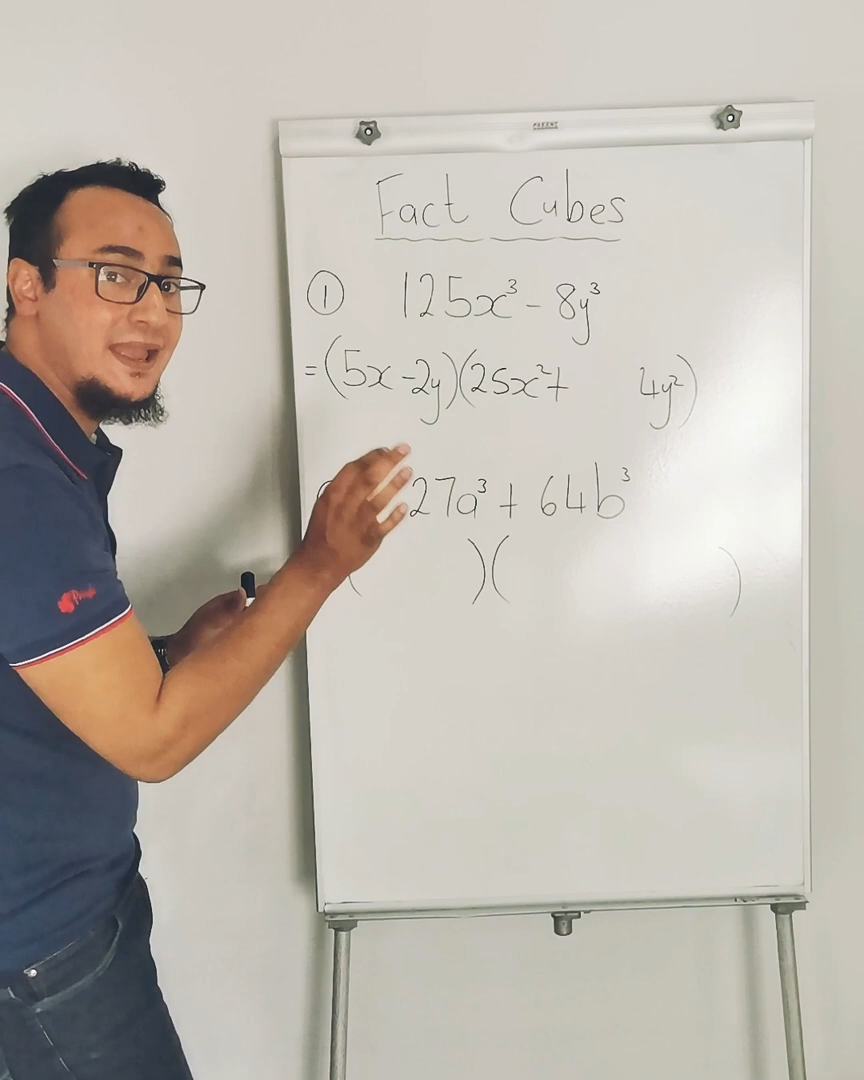 Fact Cubes
① 125x³ - 8y³
= (5x - 2y)(25x² + 4y²)
27a³ + 64b³
( )( )